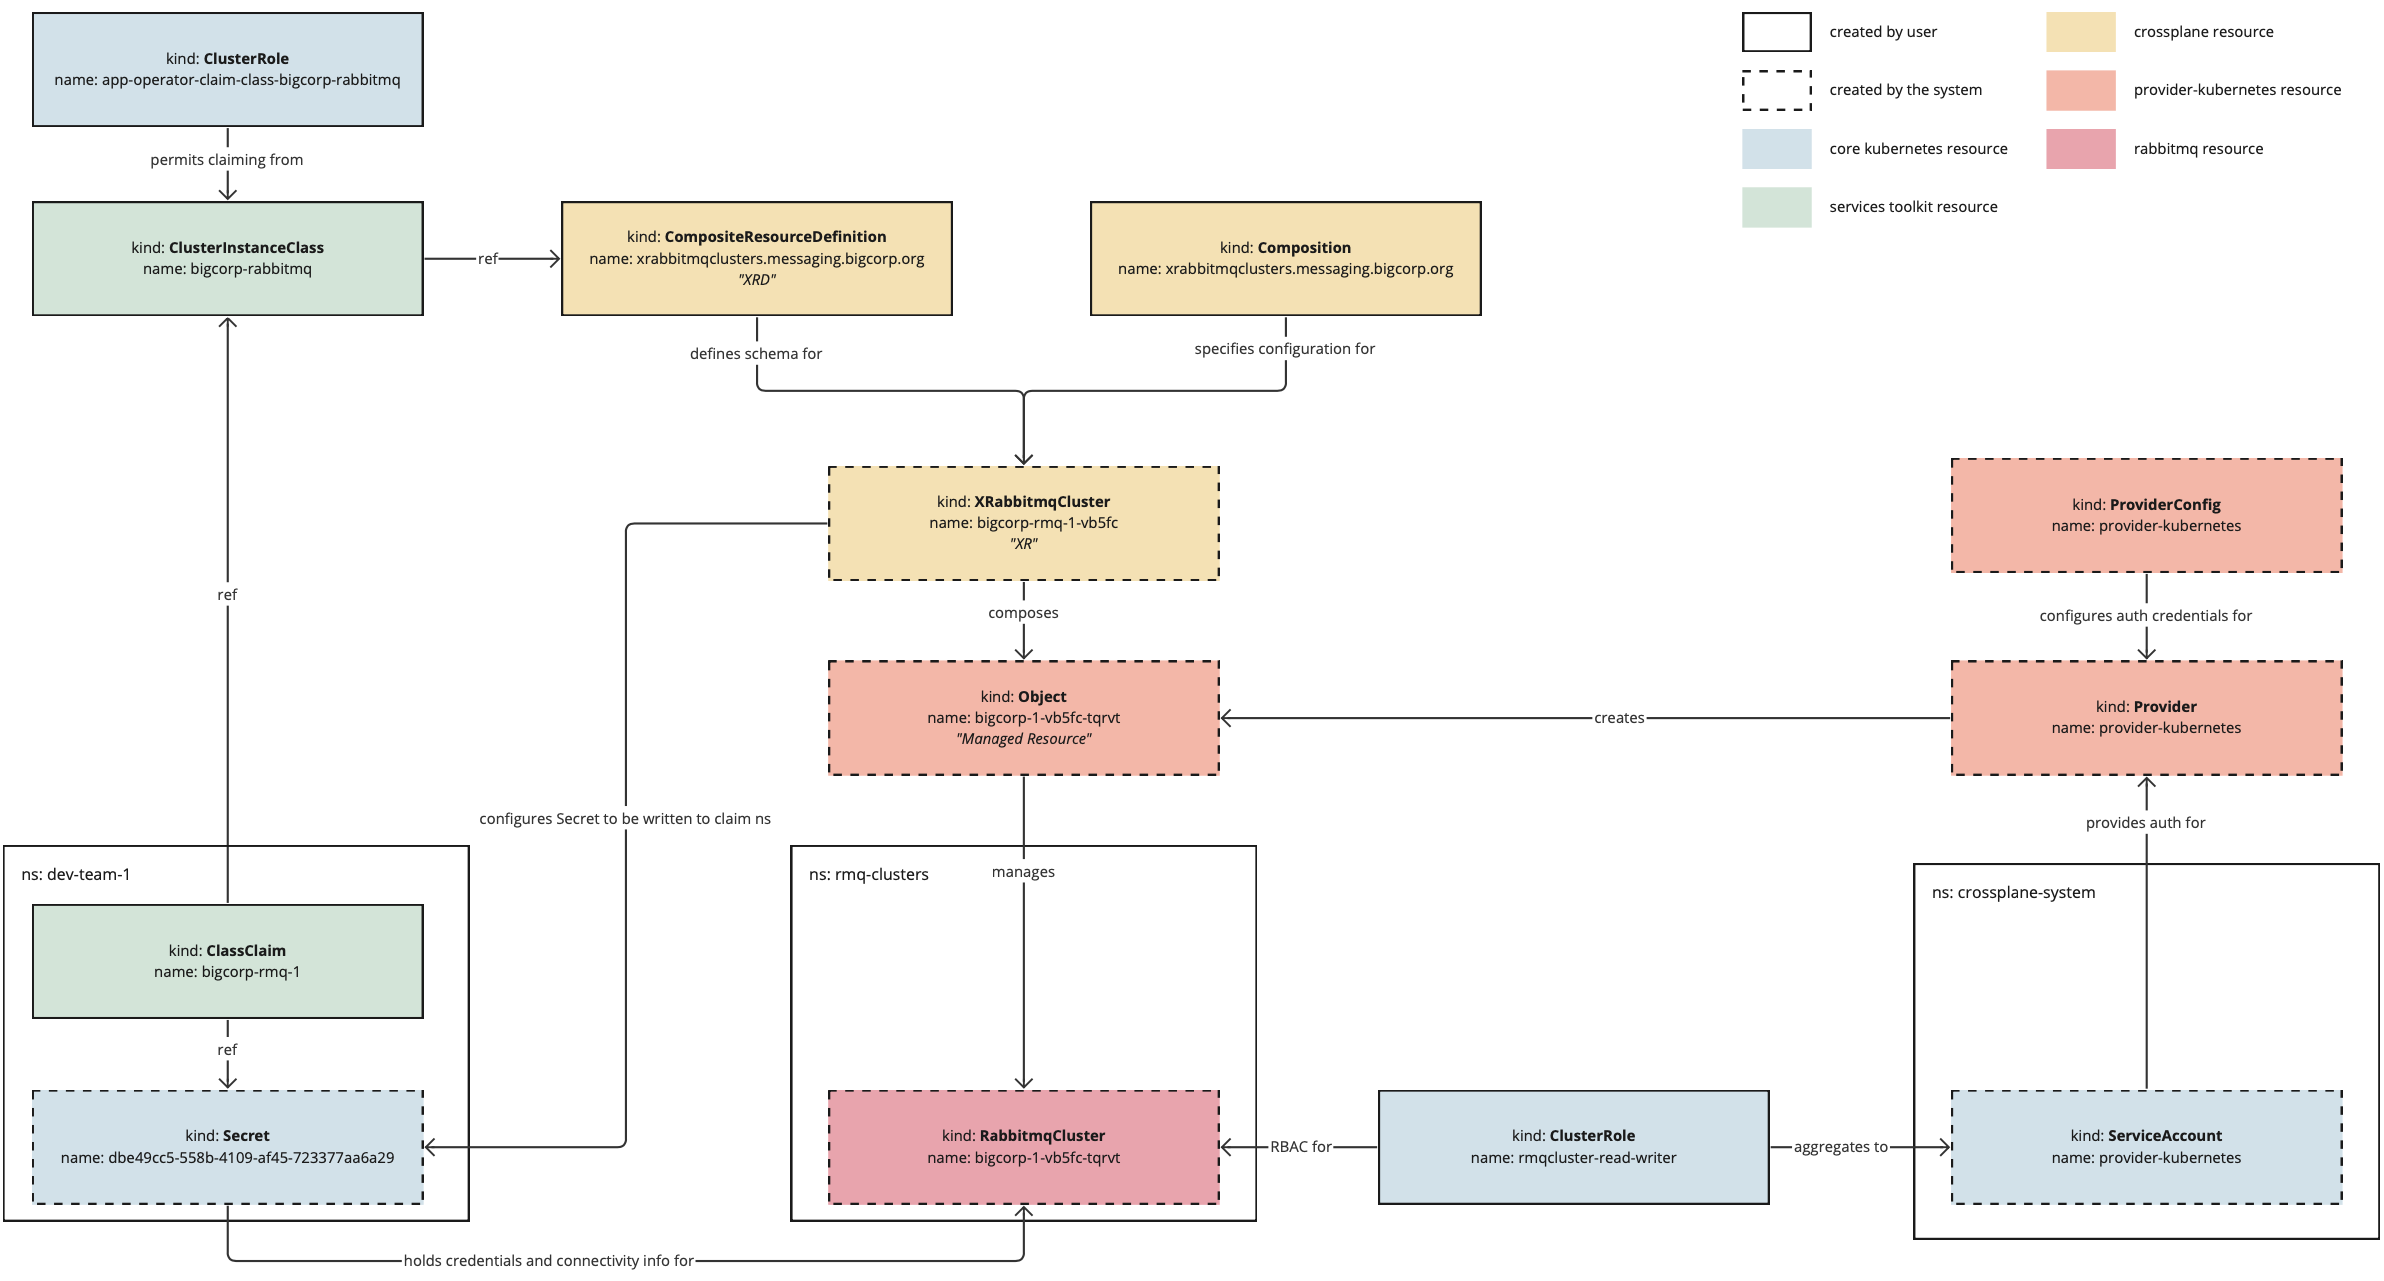 kind: ClusterRole
name: app-operator-claim-class-bigcorp-rabbitmq
created by user
created by the system
core kubernetes resource
services toolkit resource
crossplane resource
provider-kubernetes resource
rabbitmq resource
permits claiming from
kind: ClusterInstanceClass
name: bigcorp-rabbitmq
ref
kind: CompositeResourceDefinition
name: xrabbitmqclusters.messaging.bigcorp.org
"XRD"
kind: Composition
name: xrabbitmqclusters.messaging.bigcorp.org
defines schema for
specifies configuration for
kind: XRabbitmqCluster
name: bigcorp-rmq-1-vb5fc
"XR"
kind: ProviderConfig
name: provider-kubernetes
ref
composes
configures auth credentials for
kind: Object
name: bigcorp-1-vb5fc-tqrvt
"Managed Resource"
creates
kind: Provider
name: provider-kubernetes
configures Secret to be written to claim ns
provides auth for
ns: dev-team-1
ns: rmq-clusters
manages
ns: crossplane-system
kind: ClassClaim
name: bigcorp-rmq-1
ref
kind: Secret
name: dbe49cc5-558b-4109-af45-723377aa6a29
kind: RabbitmqCluster
name: bigcorp-1-vb5fc-tqrvt
RBAC for
kind: ClusterRole
name: rmqcluster-read-writer
aggregates to
kind: ServiceAccount
name: provider-kubernetes
holds credentials and connectivity info for